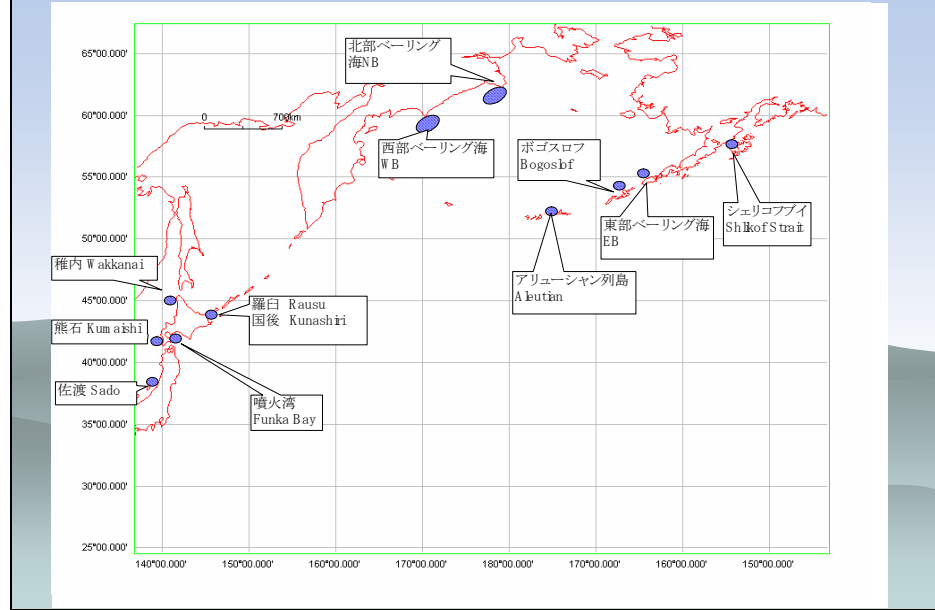 65°00.000'
60°00.000'
55°00.000'
50°00.000'
45°00.000'
40°00.000'
35°00.000'
30°00.000'
25°00.000'
140°00.000'
150°00.000'
160°00.000'
170°00.000'
180°00.000'
170°00.000'
160°00.000'
150°00.000'
0 700km
北部ベーリング
海NB
西部ベーリング海
WB
ボゴスロフ
Bogoslof
東部ベーリング海
EB
シェリコフブイ
Shlikof Strait
アリューシャン列島
Aleutian
稚内 Wakkanai
羅臼 Rausu
国後 Kunashiri
熊石 Kumaishi
佐渡 Sado
噴火湾
Funka Bay